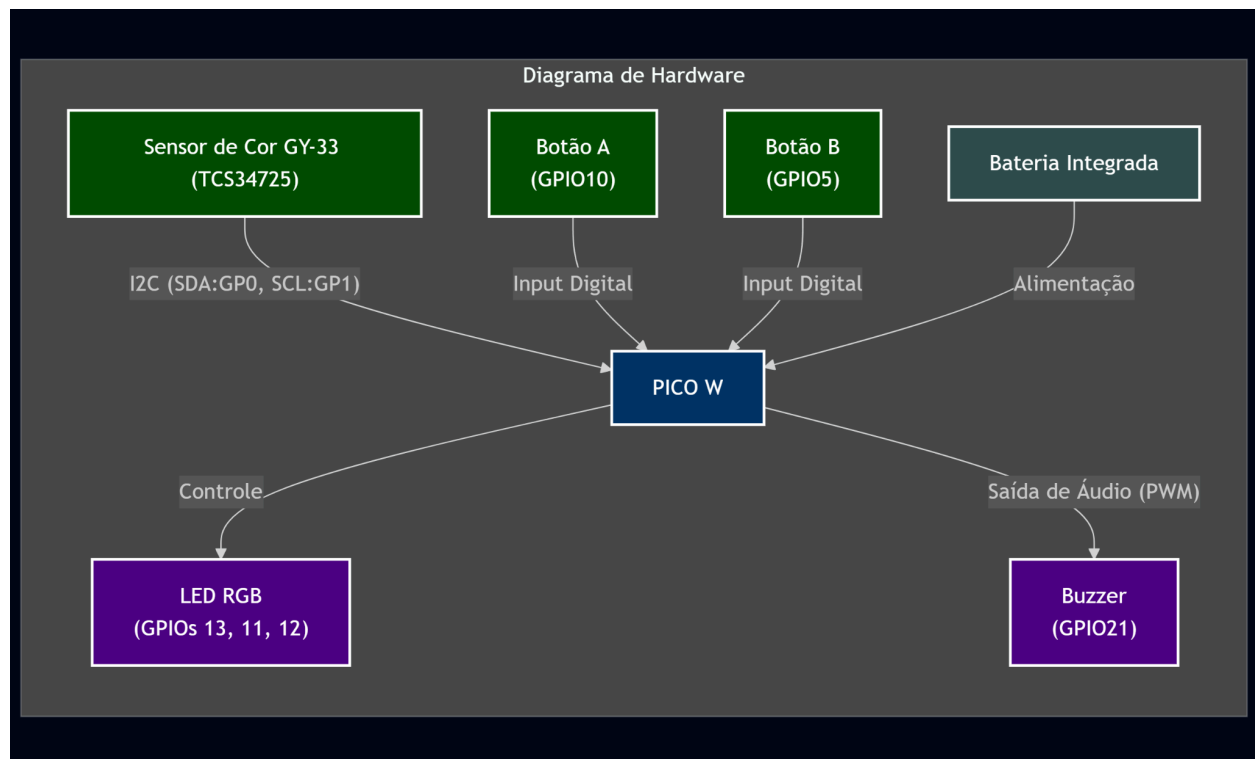 Diagrama de Hardware
Sensor de Cor GY-33
(TCS34725)
Botão A
(GPIO10)
Botão B
(GPIO5)
Bateria Integrada
I2C (SDA:GP0, SCL:GP1)
Input Digital
Input Digital
Alimentação
PICO W
Controle
Saída de Áudio (PWM)
LED RGB
(GPIOs 13, 11, 12)
Buzzer
(GPIO21)